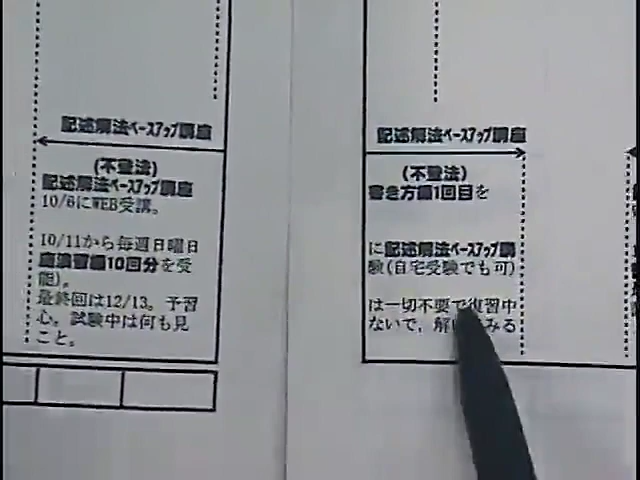 記述解法ベースアップ講座
(不登法)
記述解法ベースアップ講座
10/6にWEB受講。
10/11から毎週日曜日
編10回分を受
能)。
最終回は12/13。予習
心。試験中は何も見
こと。
記述解法ベースアップ講座
(不登法)
書き方編1回目を
に記述解法ベースアップ講
験(自宅受験でも可)
は一切不要で復習中
ないで、解 みる